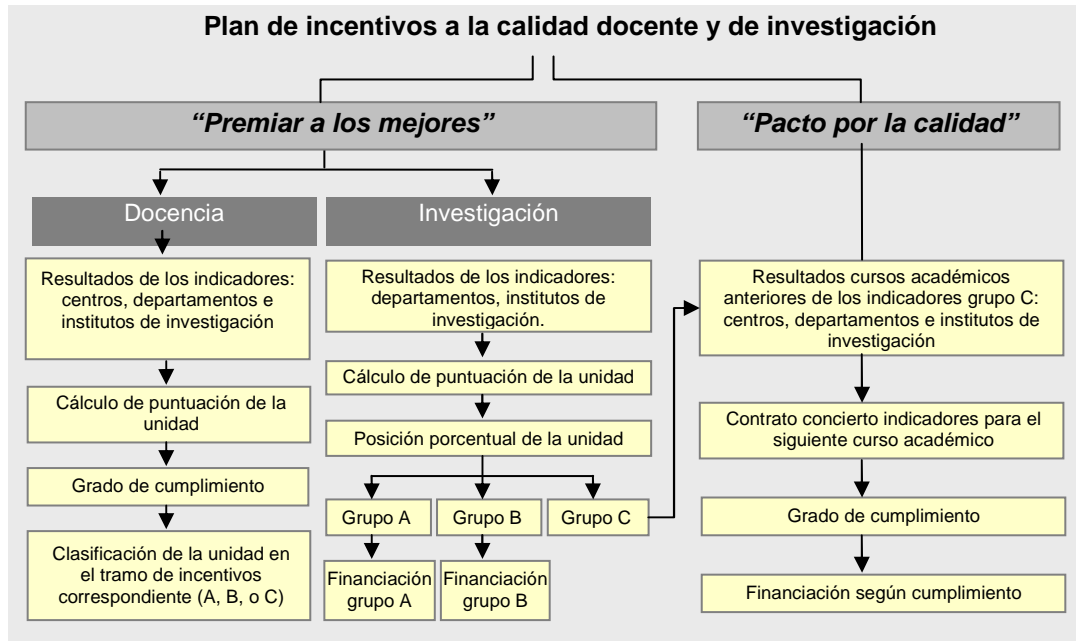 Plan de incentivos a la calidad docente y de investigación
“Premiar a los mejores”
“Pacto por la calidad”
Docencia
Investigación
Resultados de los indicadores:
centros, departamentos e
institutos de investigación
Cálculo de puntuación de la
unidad
Grado de cumplimiento
Clasificación de la unidad en
el tramo de incentivos
correspondiente (A, B, o C)
Resultados de los indicadores:
departamentos, institutos de
investigación.
Cálculo de puntuación de la unidad
Posición porcentual de la unidad
Grupo A
Grupo B
Grupo C
Financiación
grupo A
Financiación
grupo B
Resultados cursos académicos
anteriores de los indicadores grupo C:
centros, departamentos e institutos de
investigación
Contrato concierto indicadores para el
siguiente curso académico
Grado de cumplimiento
Financiación según cumplimiento